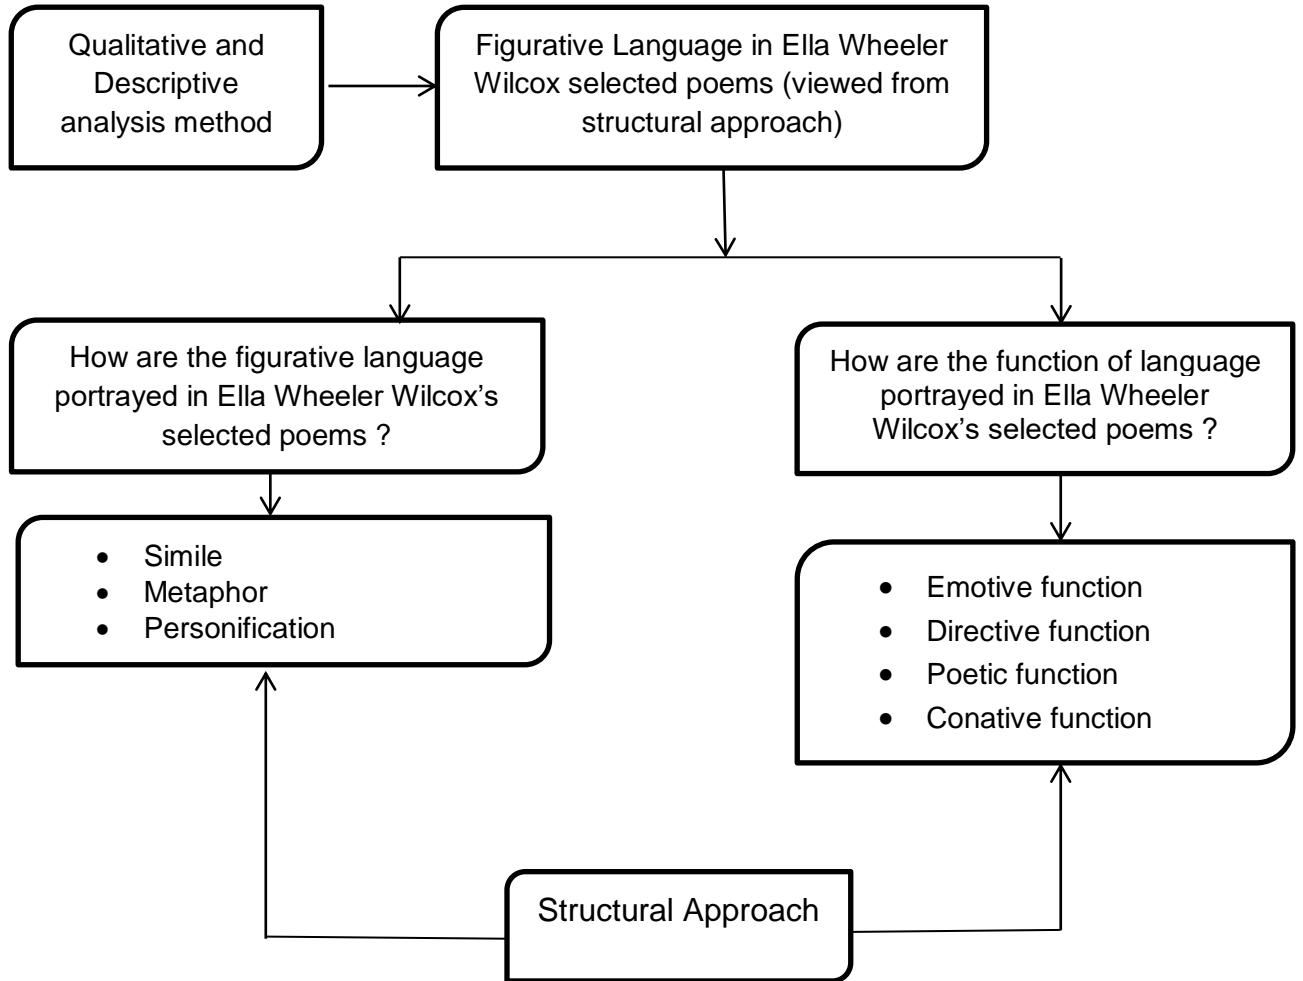 Qualitative and
Descriptive
analysis method
Figurative Language in Ella Wheeler
Wilcox selected poems (viewed from
structural approach)
How are the figurative language
portrayed in Ella Wheeler Wilcox’s
selected poems ?
How are the function of language
portrayed in Ella Wheeler
Wilcox’s selected poems ?
• Simile
• Metaphor
• Personification
• Emotive function
• Directive function
• Poetic function
• Conative function
Structural Approach